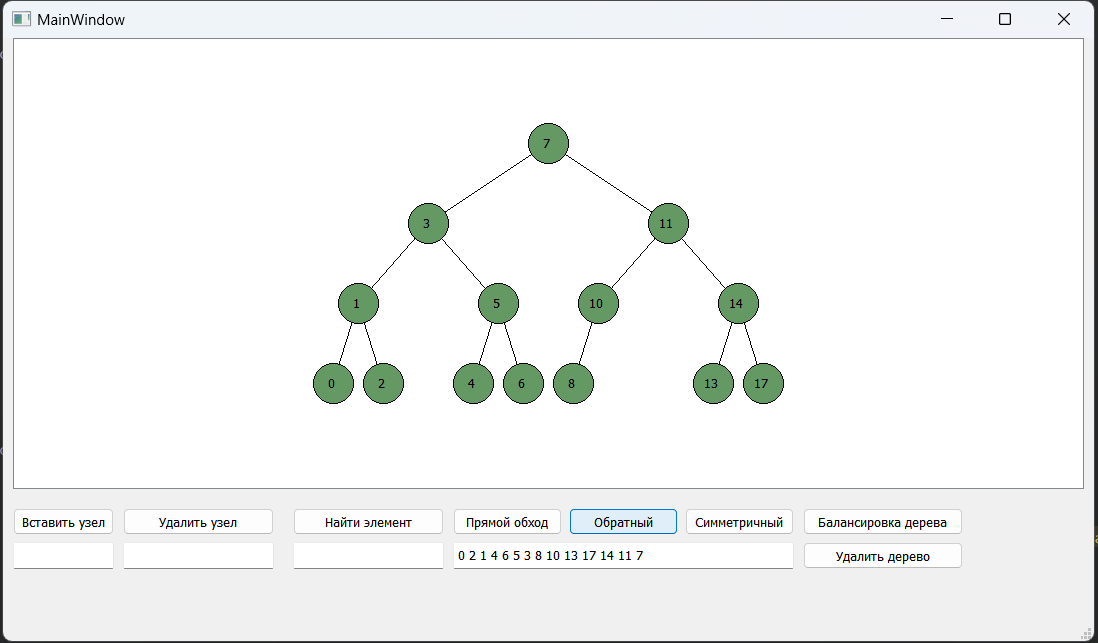 MainWindow
7
3 11
1 5 10 14
0 2 4 6 8 13 17
Вставить узел Удалить узел Найти элемент Прямой обход Обратный Симметричный Балансировка дерева
0 2 1 4 6 5 3 8 10 13 17 14 11 7 Удалить дерево